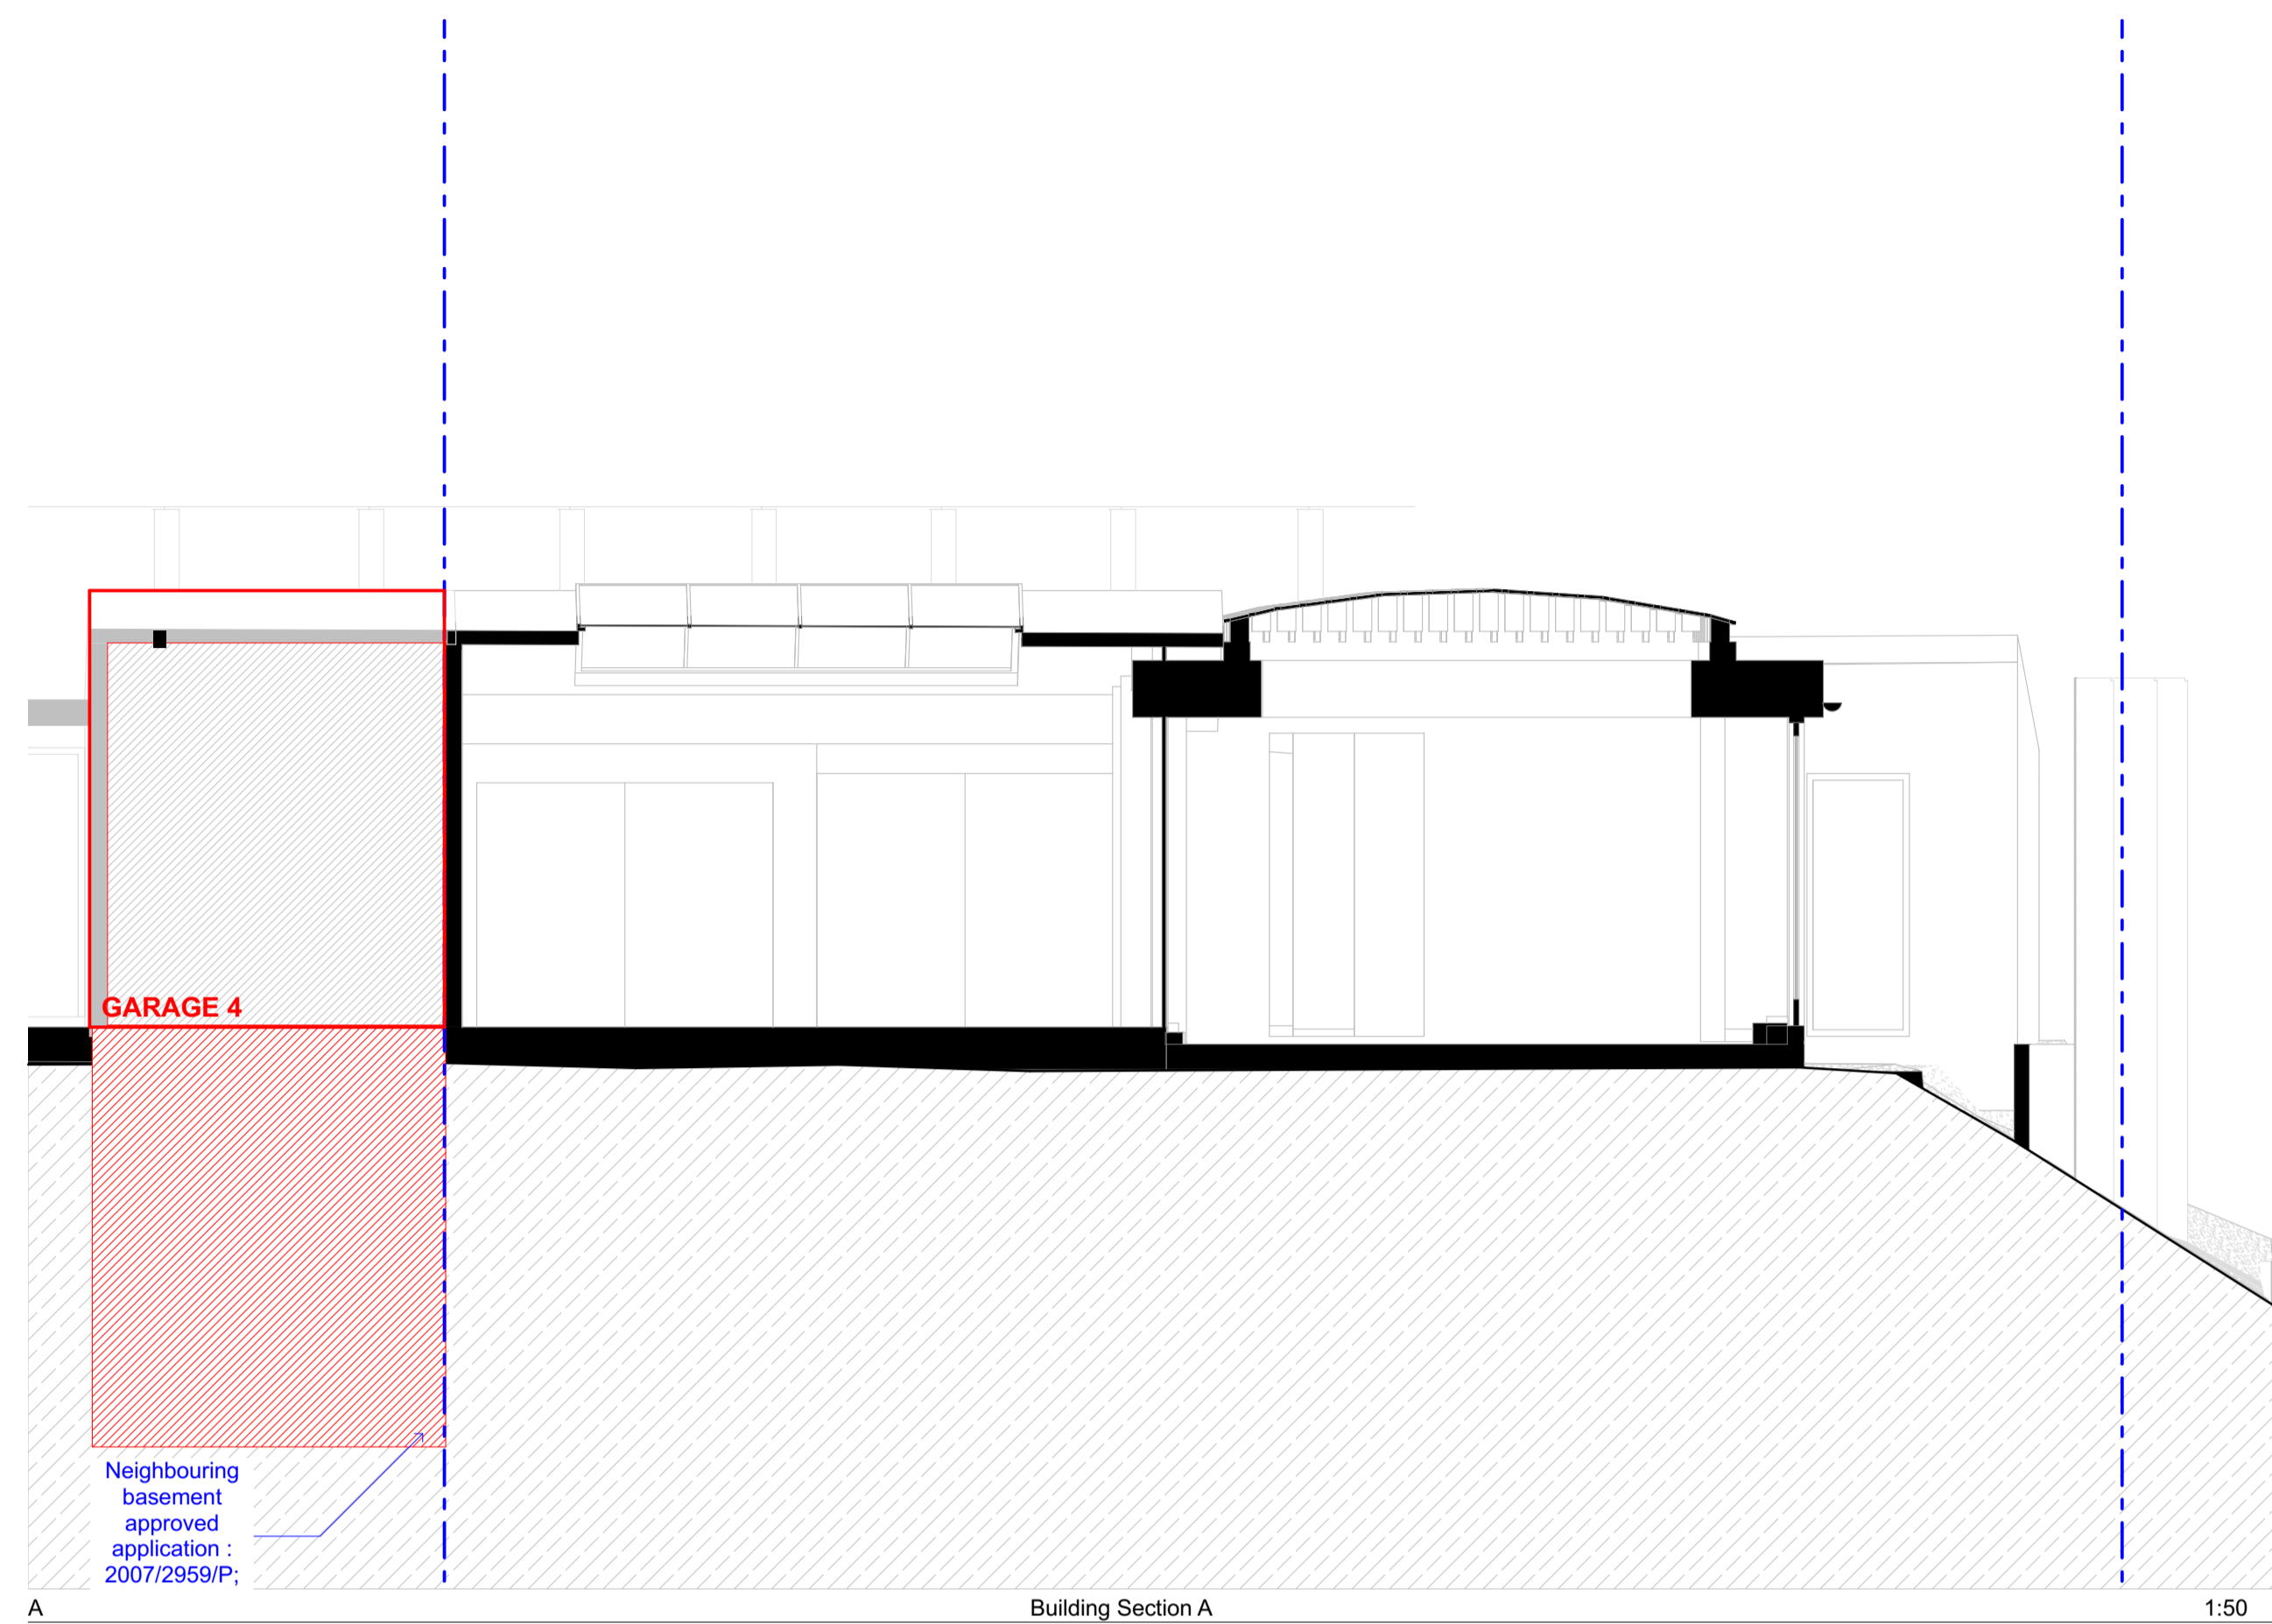 GARAGE 4
Neighbouring
basement
approved
application :
2007/2959/P;
A
Building Section A
1:50